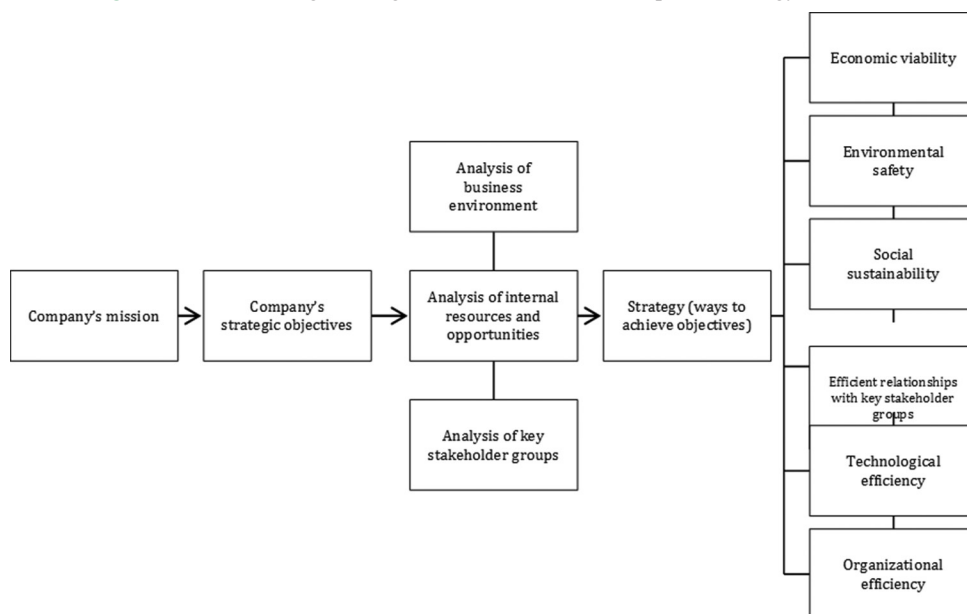 Economic viability
Environmental
safety
Analysis of
business
environment
Social
sustainability
Company's mission
Company's
strategic objectives
Analysis of internal
resources and
opportunities
Strategy (ways to
achieve objectives)
Efficient relationships
with key stakeholder
groups
Analysis of key
stakeholder groups
Technological
efficiency
Organizational
efficiency